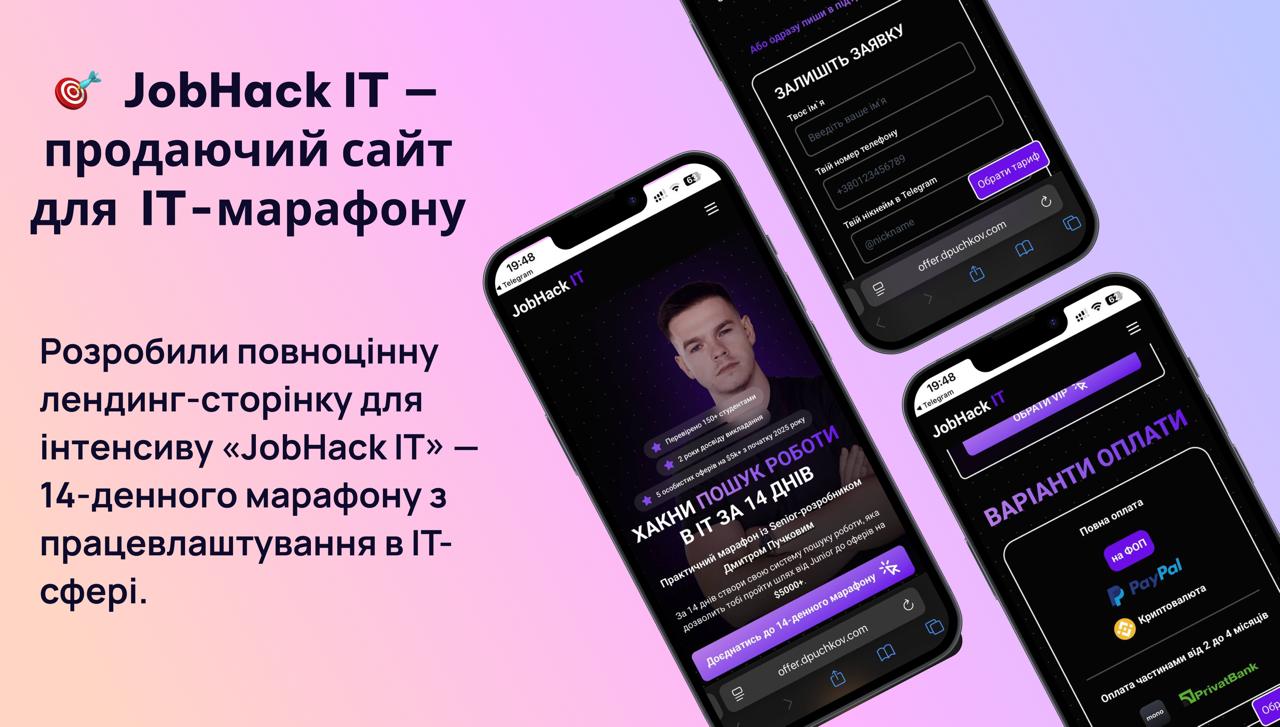 JobHack IT —
продаючий сайт
для IT-марафону
Розробили повноцінну
лендинг-сторінку для
інтенсиву «JobHack IT» —
14-денного марафону з
працевлаштування в IT-
сфері.
19:48
Telegram
JobHack IT
Перевірено 150+ студентами
2 роки досвіду викладання
5 особистих оферів на $5k+ з початку 2025 року
ХАКНИ ПОШУК РОБОТИ
В IT ЗА 14 ДНІВ
Практичний марафон із Senior-розробником
Дмитром Пучковим
За 14 днів створи свою систему пошуку роботи, яка
дозволить тобі пройти шлях від Junior до оферів на
$5000+.
Доєднатись до 14-денного марафону
offer.dpuchkov.com
Або одразу пиши в
ЗАЛИШІТЬ ЗАЯВКУ
Твоє ім'я
Введіть ваше ім'я
Твій номер телефону
+380123456789
Твій нікнейм в Telegram
@nickname
Обрати тариф
offer.dpuchkov.com
19:48
Telegram
JobHack IT
ОБРАТИ VIP
ВАРІАНТИ ОПЛАТИ
Повна оплата
на ФОП
PayPal
Криптовалюта
Оплата частинами від 2 до 4 місяців
mono
PrivatBank